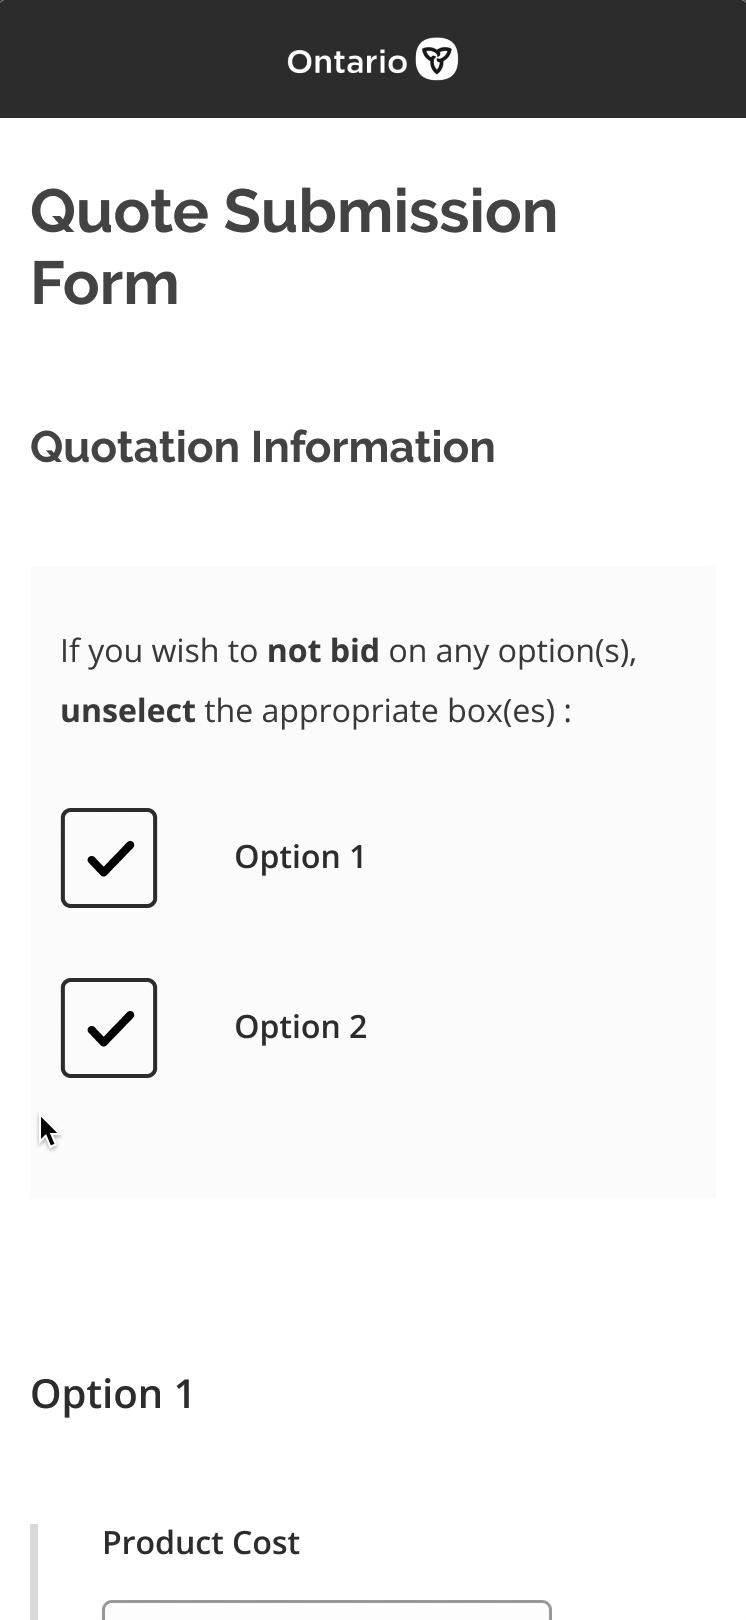 Ontario
Quote Submission
Form
Quotation Information
If you wish to not bid on any option(s),
unselect the appropriate box(es) :
Option 1
Option 2
Option 1
Product Cost